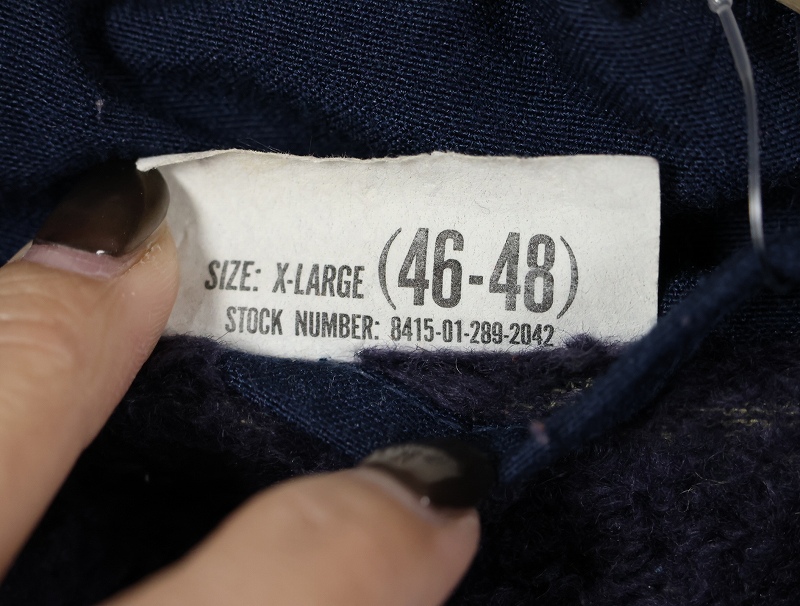 SIZE: X-LARGE (46-48)
STOCK NUMBER: 8415-01-289-2042